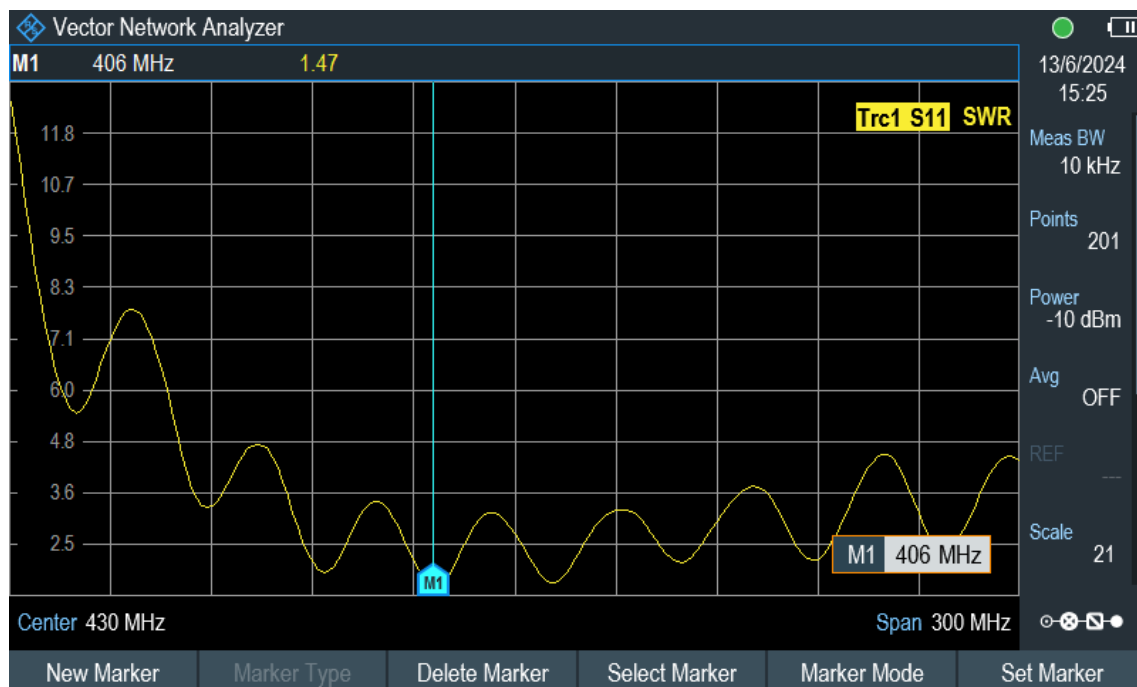 Vector Network Analyzer
M1 406 MHz 1.47
13/6/2024
15:25
Trc1 S11 SWR
11.8
10.7
9.5
8.3
7.1
6.0
4.8
3.6
2.5
M1
M1 406 MHz
Meas BW
10 kHz
Points
201
Power
-10 dBm
Avg
OFF
REF
---
Scale
21
Center 430 MHz
Span 300 MHz
New Marker
Marker Type
Delete Marker
Select Marker
Marker Mode
Set Marker